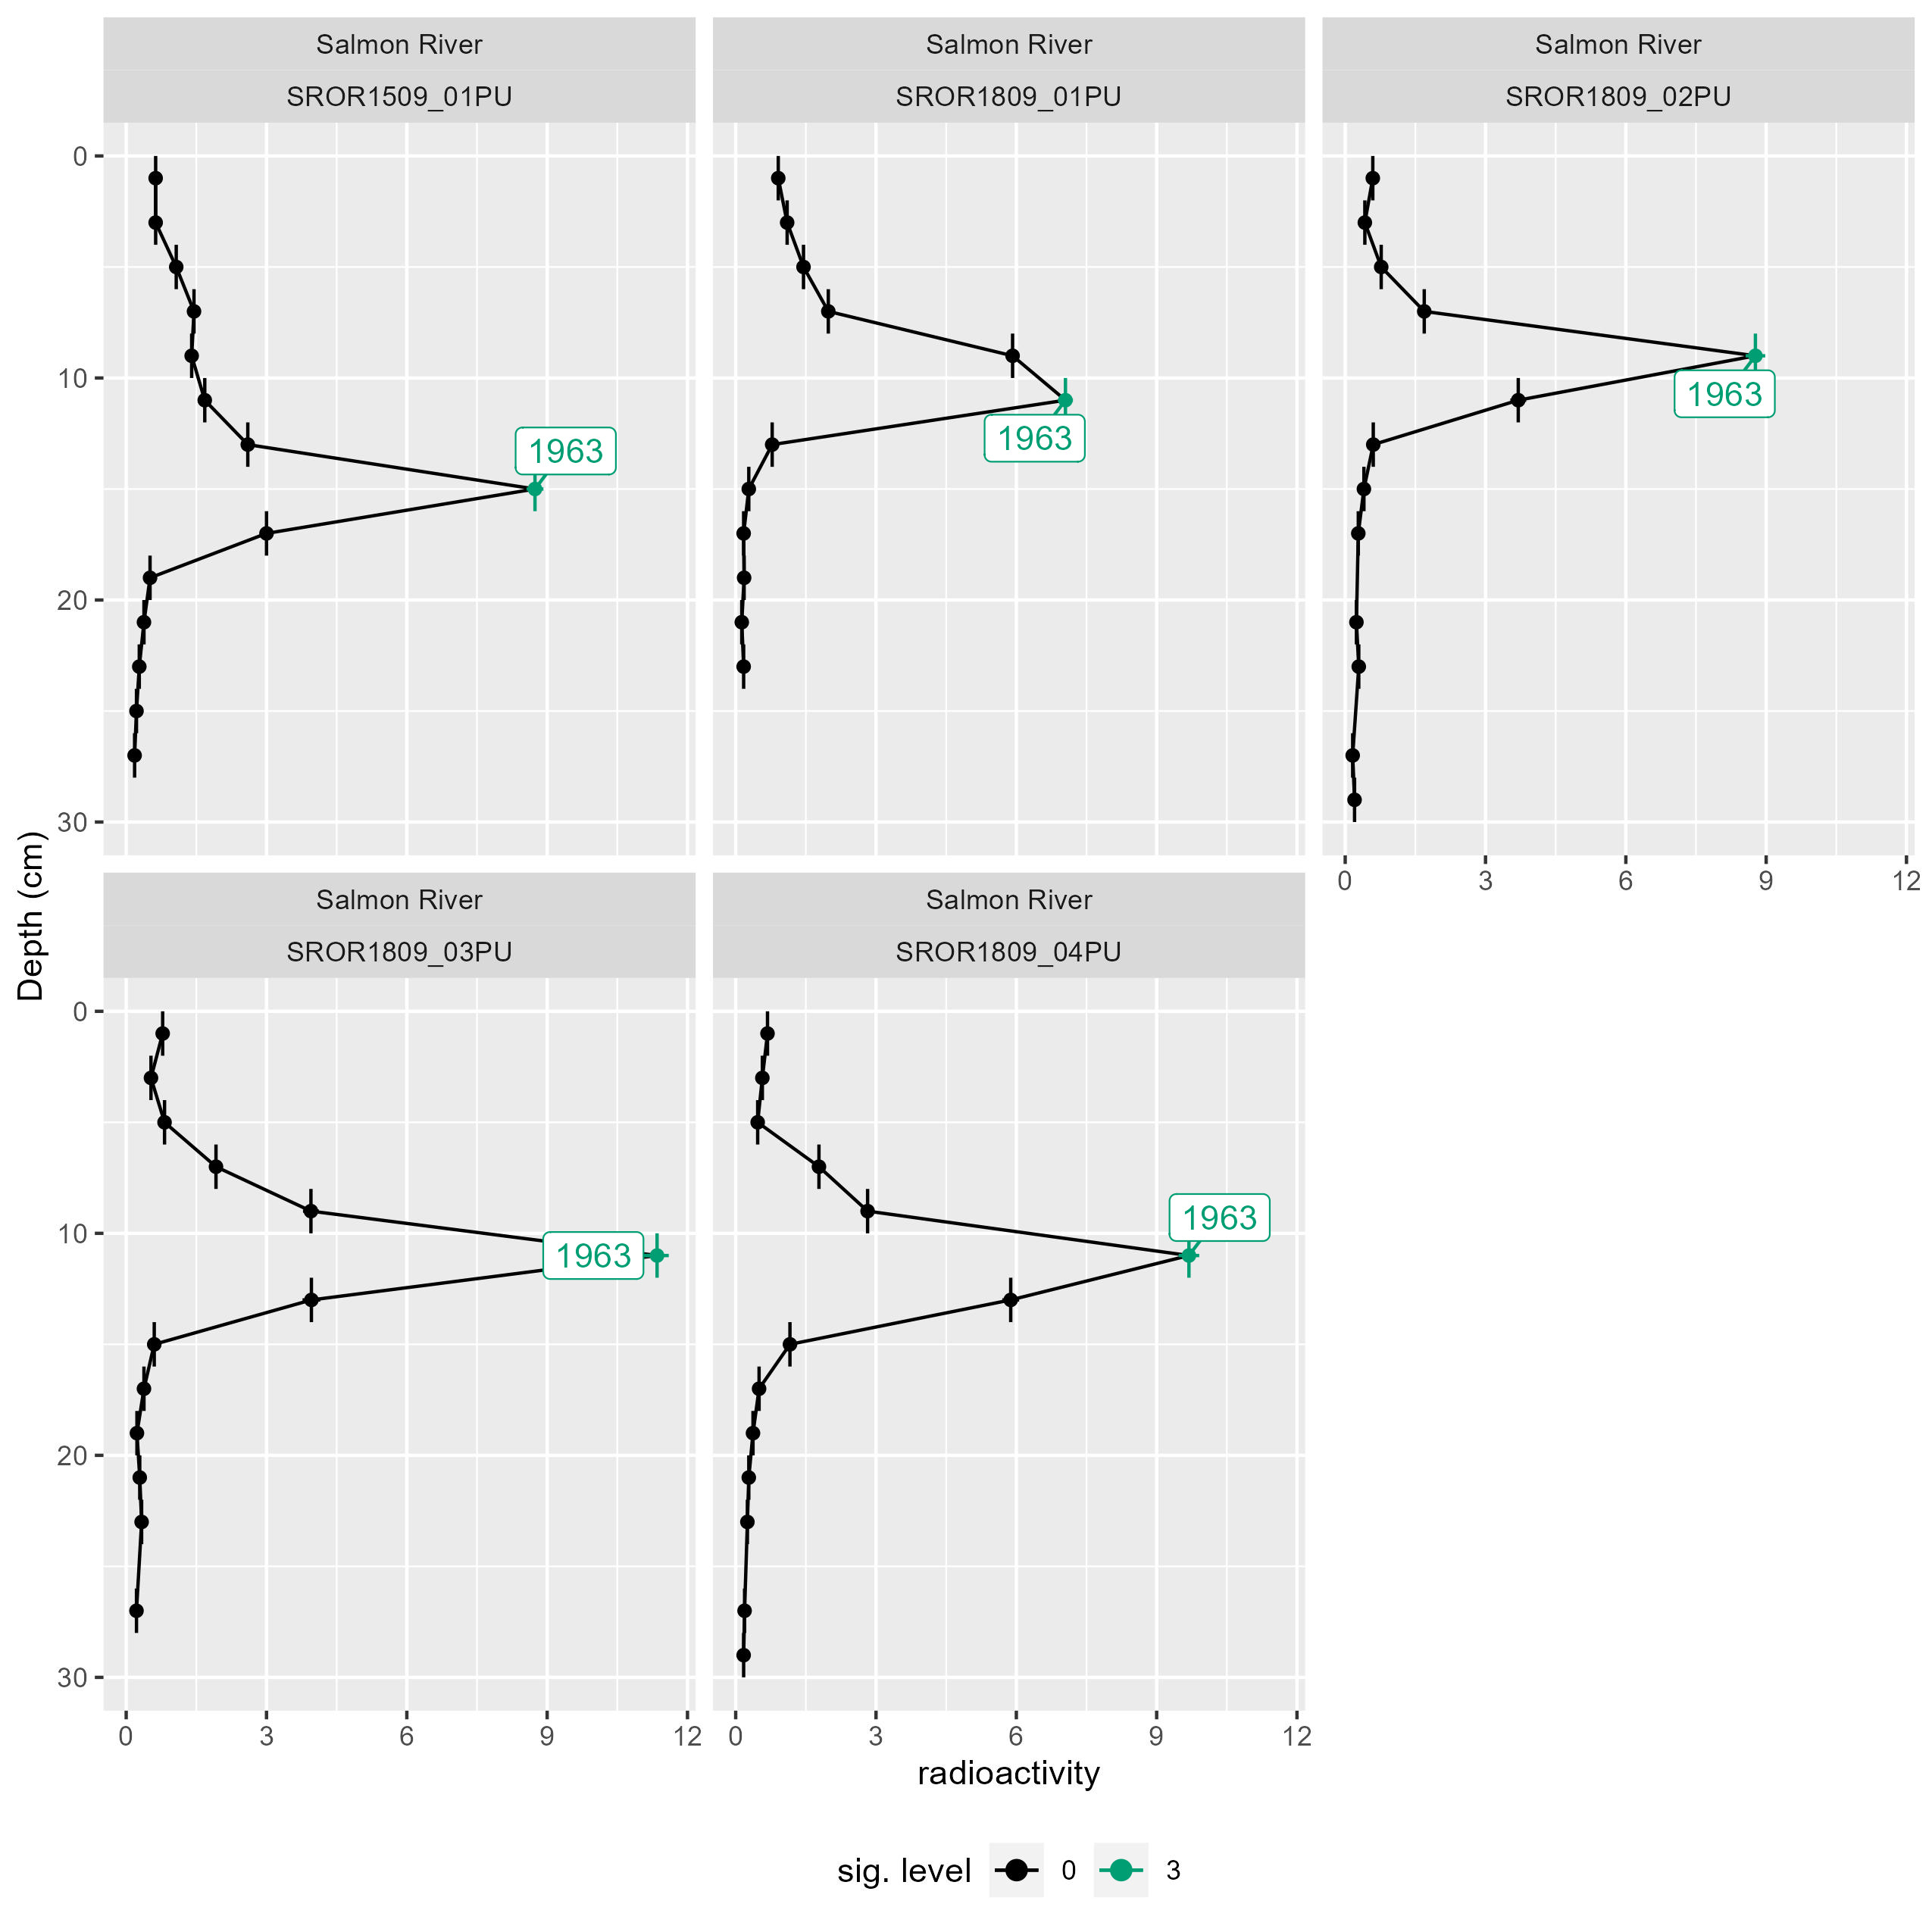 Salmon River
Salmon River
Salmon River
SROR1509_01PU
SROR1809_01PU
SROR1809_02PU
0
10
20
30
1963
1963
1963
0
3
6
9
12
Depth (cm)
Salmon River
Salmon River
SROR1809_03PU
SROR1809_04PU
0
10
20
30
1963
1963
0
3
6
9
12
0
3
6
9
12
radioactivity
sig. level
0
3